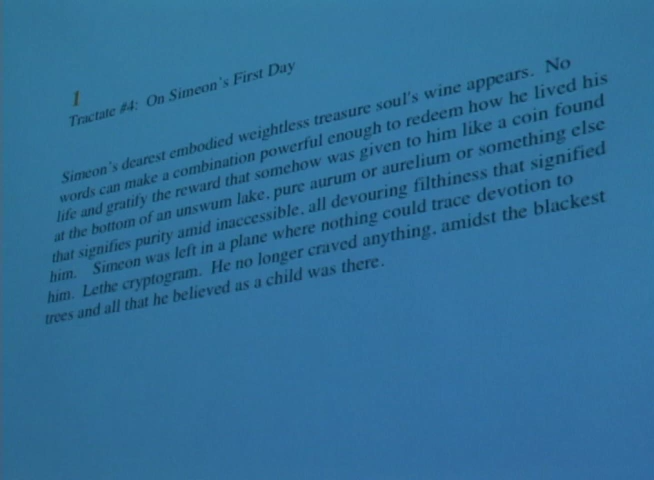 1
Tractate #4: On Simeon's First Day
Simeon's dearest embodied weightless treasure soul's wine appears. No
words can make a combination powerful enough to redeem how he lived his
life and gratify the reward that somehow was given to him like a coin found
at the bottom of an unswum lake, pure aurum or aurelium or something else
that signifies purity amid inaccessible, all devouring filthiness that signified
him. Simeon was left in a plane where nothing could trace devotion to
him. Lethe cryptogram. He no longer craved anything, amidst the blackest
trees and all that he believed as a child was there.